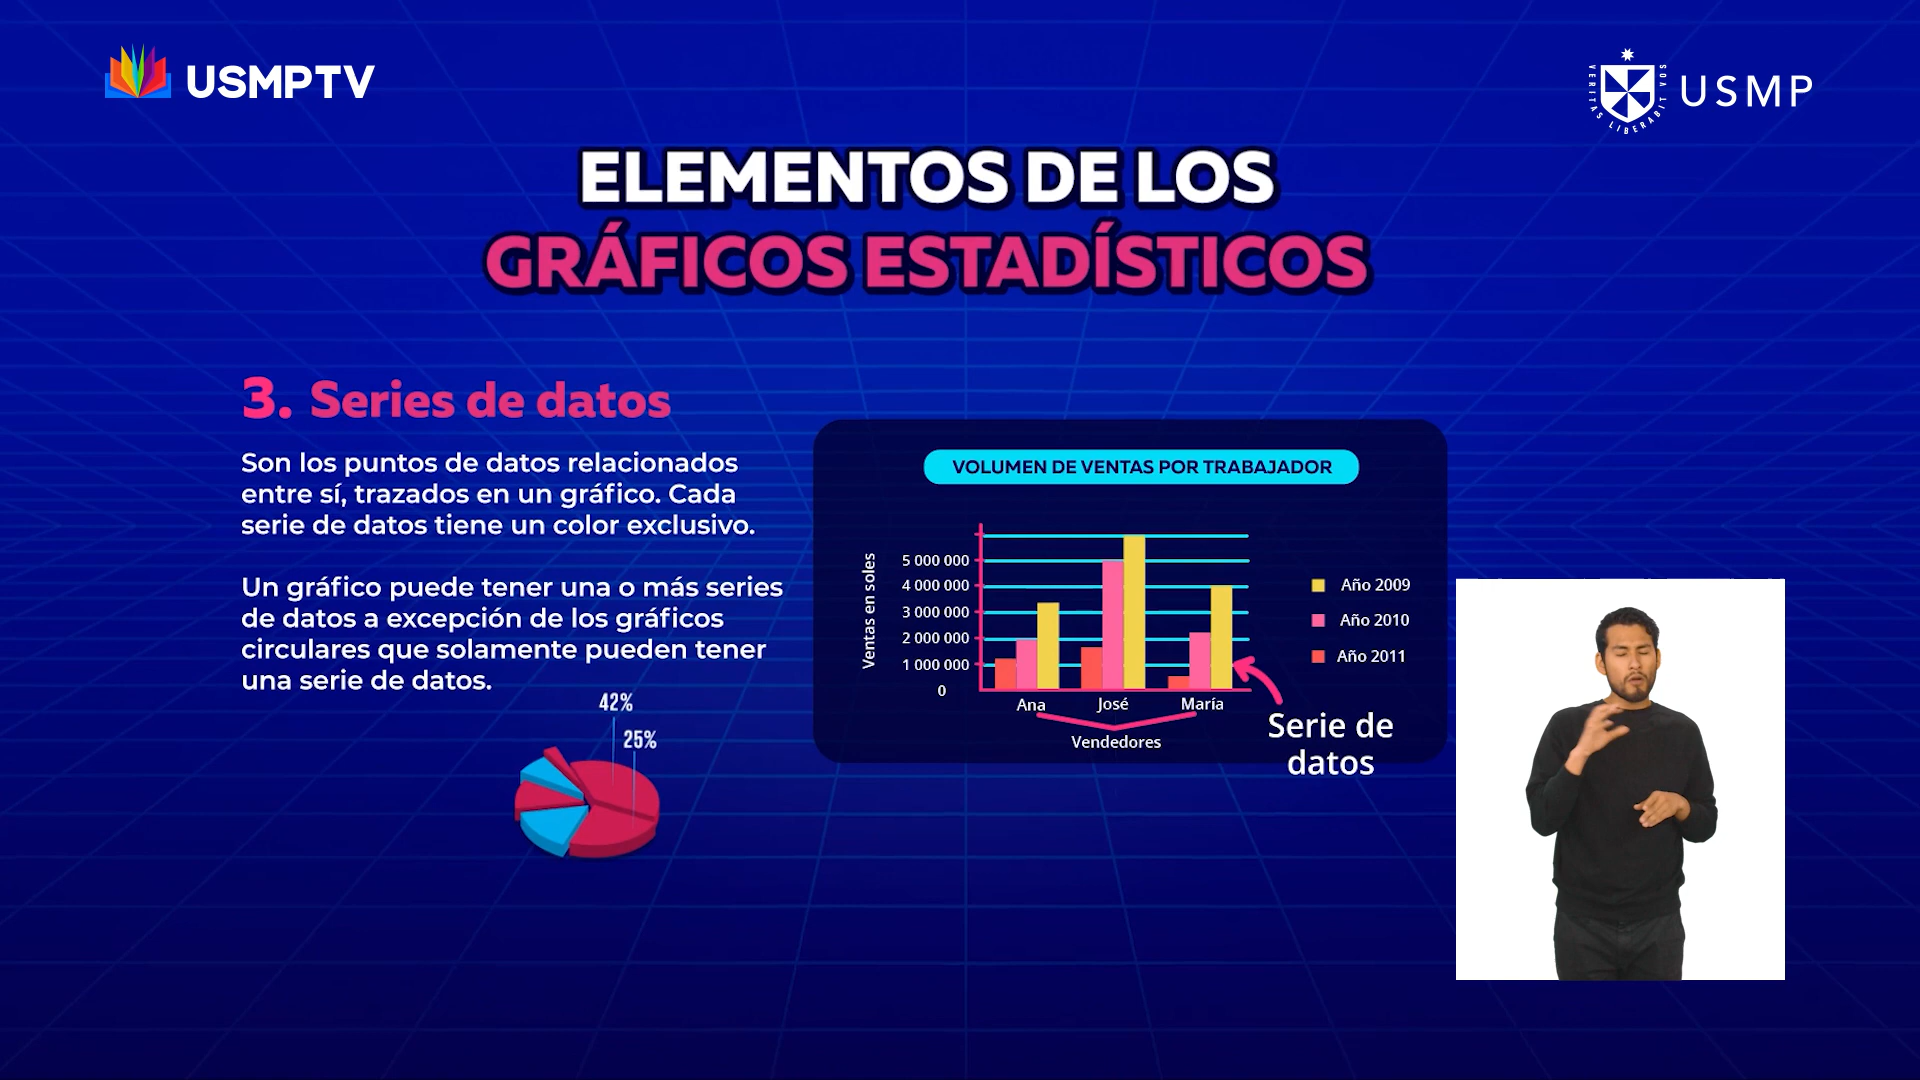 USMPTV
VERITAS LIBERABIT VOS
USMP
ELEMENTOS DE LOS
GRÁFICOS ESTADÍSTICOS
3. Series de datos
Son los puntos de datos relacionados
entre sí, trazados en un gráfico. Cada
serie de datos tiene un color exclusivo.
Un gráfico puede tener una o más series
de datos a excepción de los gráficos
circulares que solamente pueden tener
una serie de datos.
42%
25%
VOLUMEN DE VENTAS POR TRABAJADOR
Ventas en soles
5 000 000
4 000 000
3 000 000
2 000 000
1 000 000
0
Ana José María
Vendedores
Año 2009
Año 2010
Año 2011
Serie de
datos